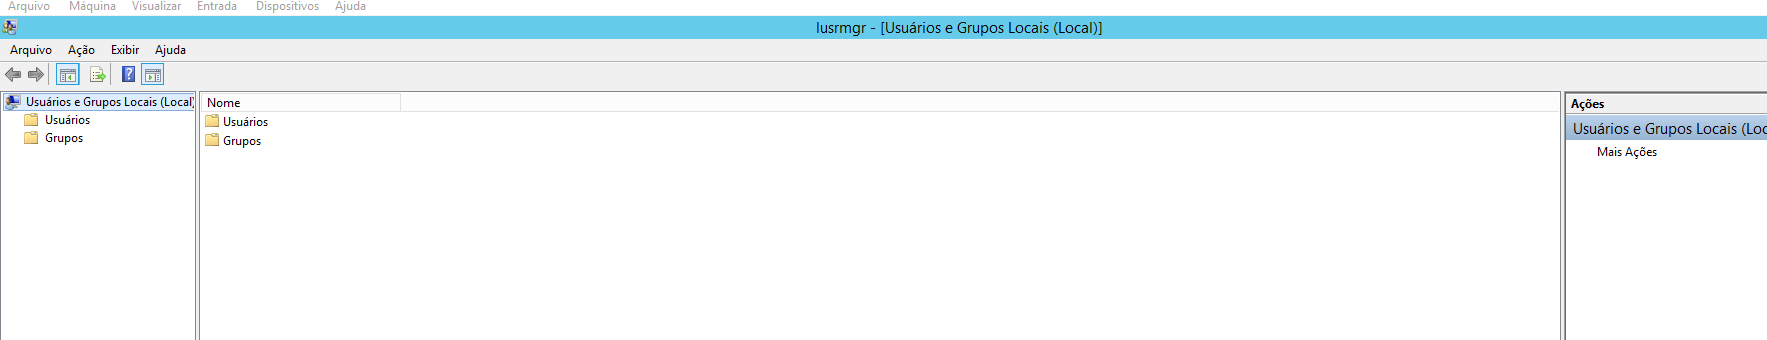 Arquivo Máquina Visualizar Entrada Dispositivos Ajuda
lusrmgr - [Usuários e Grupos Locais (Local)]
Arquivo Ação Exibir Ajuda
Usuários e Grupos Locais (Local)
Usuários
Grupos
Nome
Usuários
Grupos
Ações
Usuários e Grupos Locais (Loc
Mais Ações